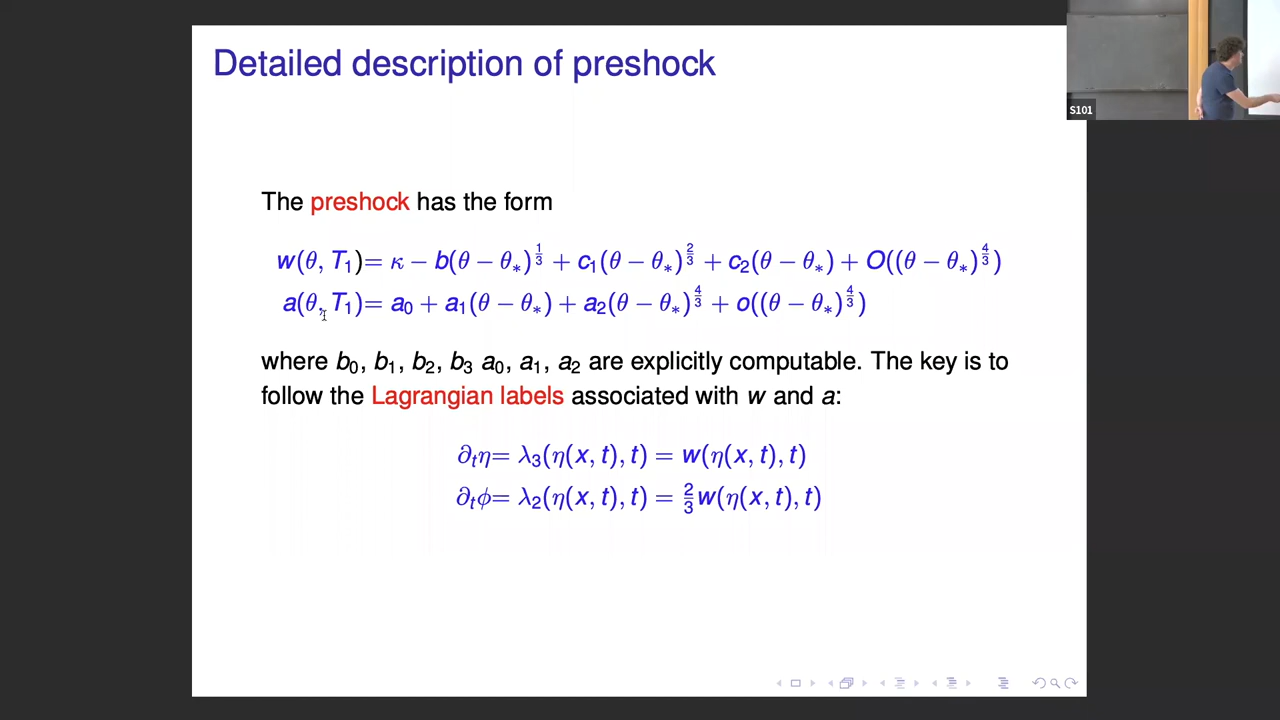 Detailed description of preshock
S101
The preshock has the form
w(θ, T₁)= κ − b(θ − θ∗)^{1/3} + c₁(θ − θ∗)^{2/3} + c₂(θ − θ∗) + O((θ − θ∗)^{4/3})
a(θ, T₁)= a₀ + a₁(θ − θ∗) + a₂(θ − θ∗)^{4/3} + o((θ − θ∗)^{4/3})
where b₀, b₁, b₂, b₃ a₀, a₁, a₂ are explicitly computable. The key is to
follow the Lagrangian labels associated with w and a:
∂ₜη= λ₃(η(x, t), t) = w(η(x, t), t)
∂ₜϕ= λ₂(η(x, t), t) = 2/3 w(η(x, t), t)